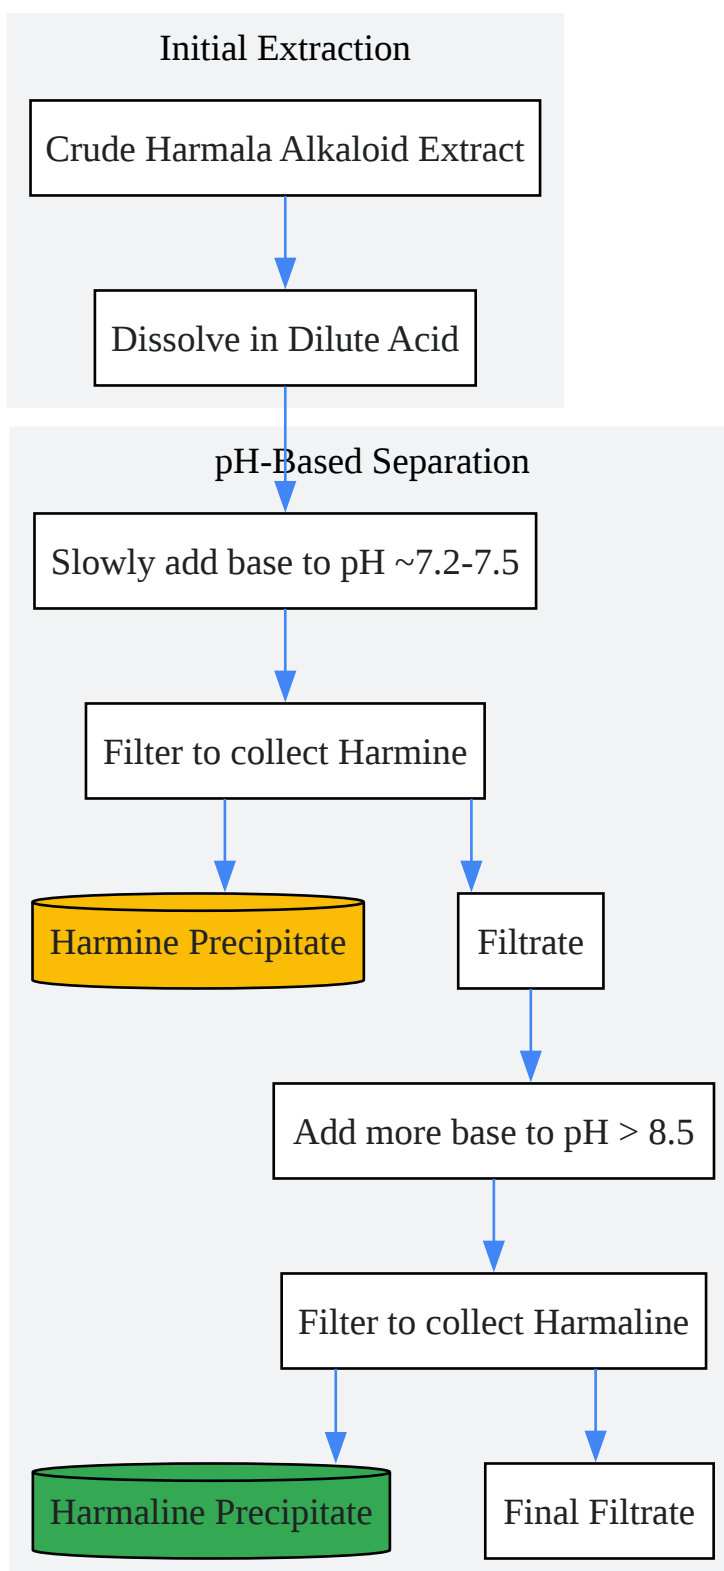 Initial Extraction
Crude Harmala Alkaloid Extract
Dissolve in Dilute Acid
pH-Based Separation
Slowly add base to pH ~7.2-7.5
Filter to collect Harmine
Harmine Precipitate
Filtrate
Add more base to pH > 8.5
Filter to collect Harmaline
Harmaline Precipitate
Final Filtrate